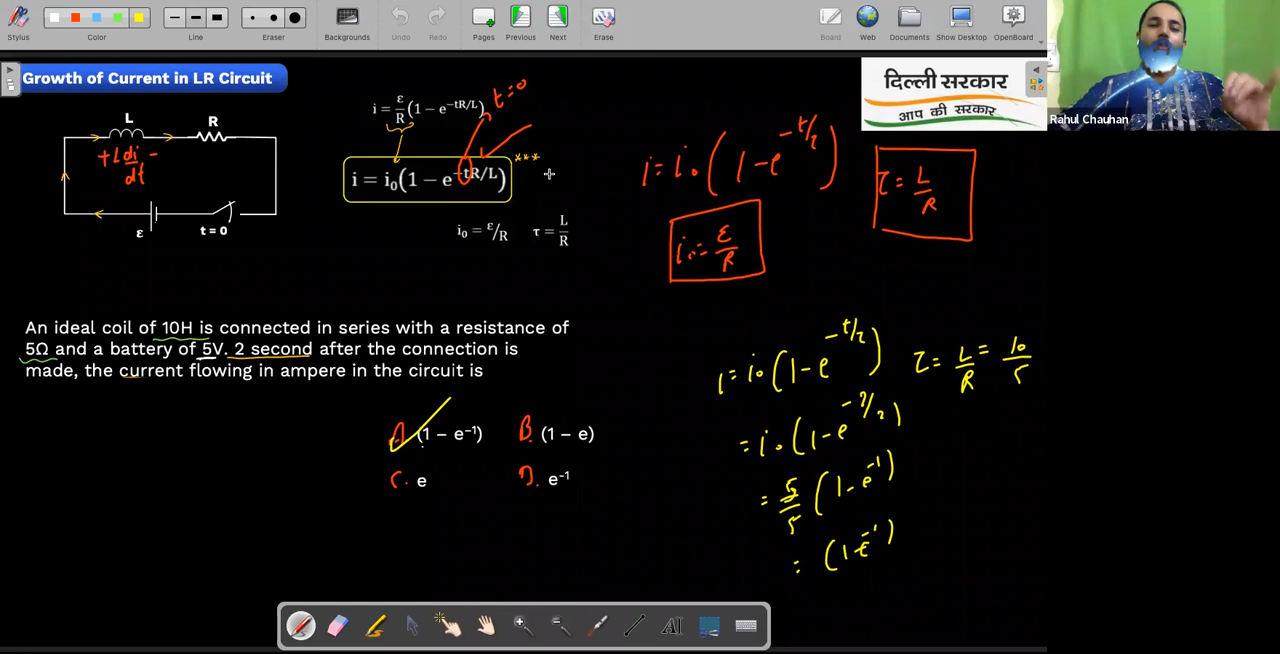 Stylus
Color
Line
Eraser
Backgrounds
Undo
Redo
Pages
Previous
Next
Erase
Board
Web
Documents
Show Desktop
OpenBoard
Growth of Current in LR Circuit
दिल्ली सरकार
आप की सरकार
Rahul Chauhan
L
R
+L di/dt -
ε
t = 0
i = ε/R (1 − e^−tR/L)
t=0
i = i₀(1 − e^−tR/L)
***
i₀ = ε/R τ = L/R
i = i₀ (1 - e^-t/τ)
τ = L/R
i₀ = ε/R
An ideal coil of 10H is connected in series with a resistance of
5Ω and a battery of 5V. 2 second after the connection is
made, the current flowing in ampere in the circuit is
A. (1 − e⁻¹) B. (1 − e)
C. e D. e⁻¹
i = i₀ (1 - e^-t/τ) τ = L/R = 10/5
= i₀ (1 - e^-2/2)
= 5/5 (1 - e^-1)
= (1 - e^-1)
AI